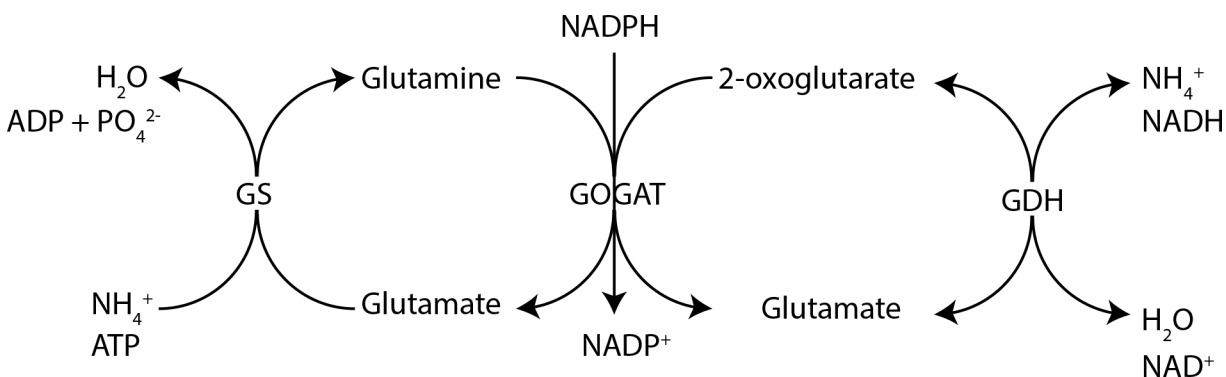 NADPH
H₂O
ADP + PO₄²⁻
Glutamine
2-oxoglutarate
NH₄⁺
NADH
GS
GOGAT
GDH
NH₄⁺
ATP
Glutamate
NADP⁺
Glutamate
H₂O
NAD⁺